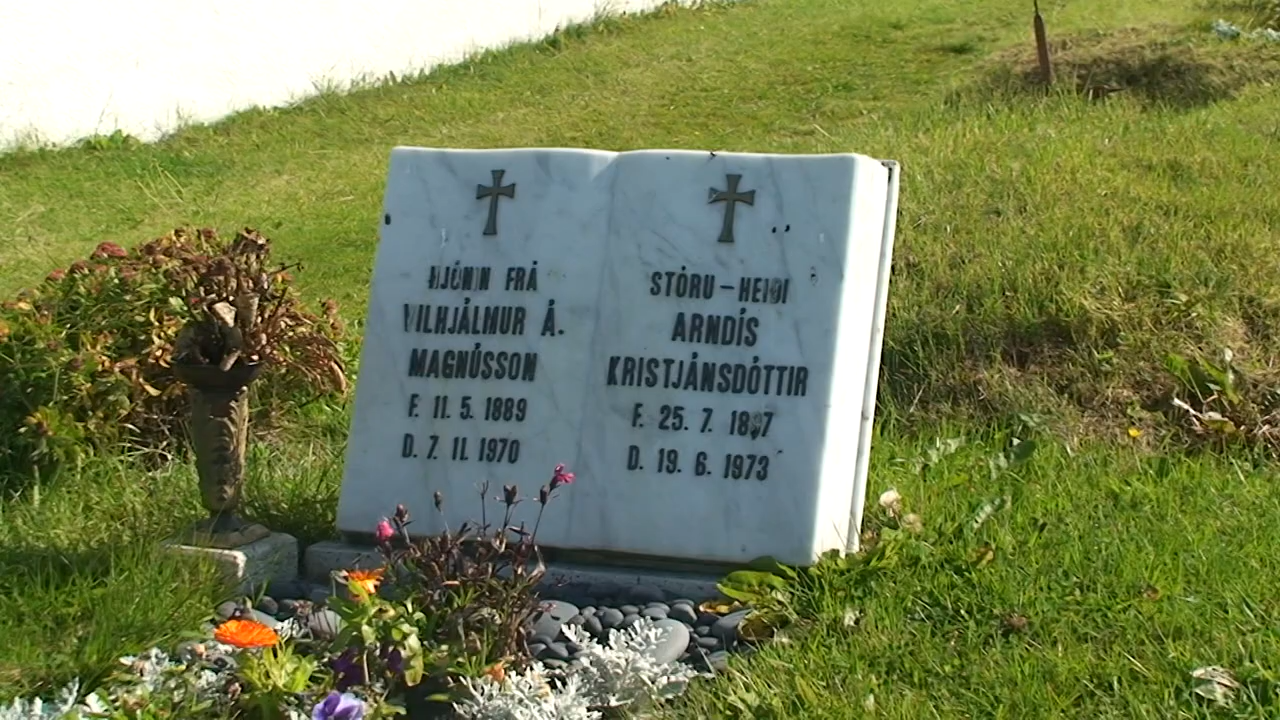 HJÓNIN FRÁ
VILHJÁLMUR Á.
MAGNÚSSON
F. 11. 5. 1889
D. 7. 11. 1970
STÓRU-HEIÐI
ARNDÍS
KRISTJÁNSDÓTTIR
F. 25. 7. 1897
D. 19. 6. 1973